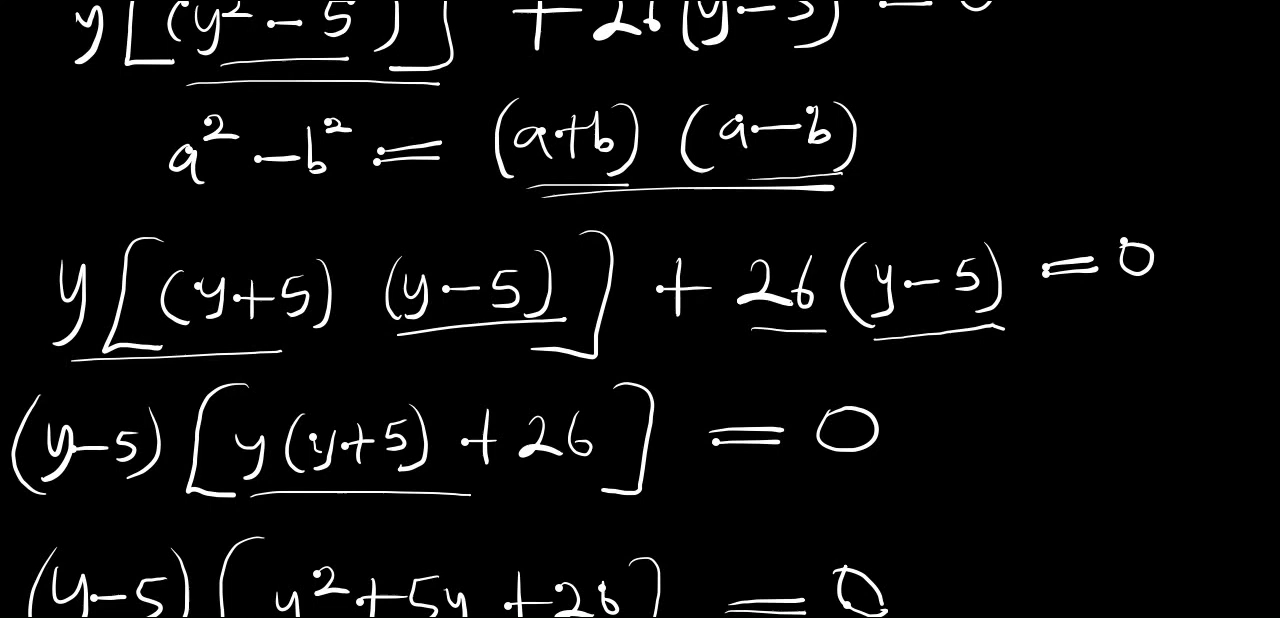 y[(y² - 5²)] + 26(y-5) = 0
a² - b² = (a+b) (a-b)
y[(y+5) (y-5)] + 26 (y-5) = 0
(y-5) [y(y+5) + 26] = 0
(y-5) [y² + 5y + 26] = 0